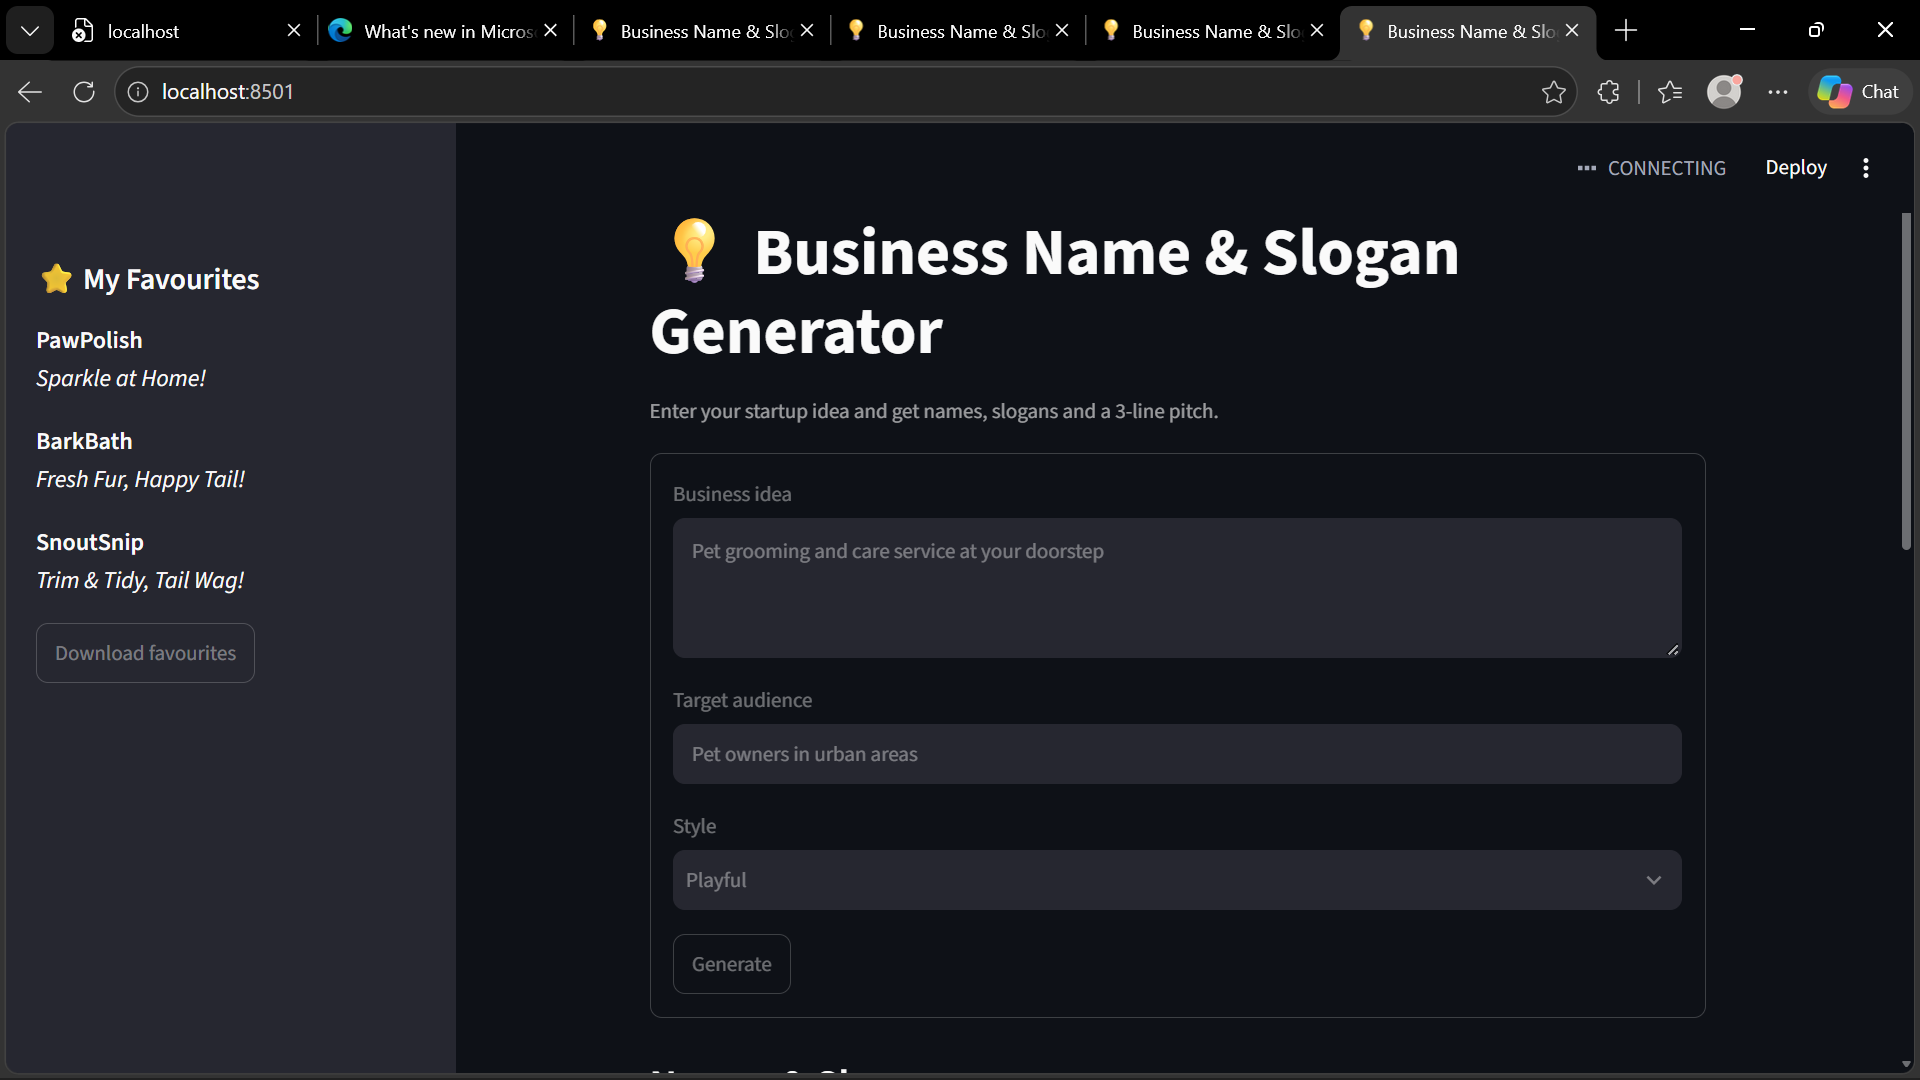 localhost
What's new in Micros
Business Name & Slo
Business Name & Slo
Business Name & Slo
Business Name & Slo
localhost:8501
Chat
CONNECTING
Deploy
My Favourites
PawPolish
Sparkle at Home!
BarkBath
Fresh Fur, Happy Tail!
SnoutSnip
Trim & Tidy, Tail Wag!
Download favourites
Business Name & Slogan
Generator
Enter your startup idea and get names, slogans and a 3-line pitch.
Business idea
Pet grooming and care service at your doorstep
Target audience
Pet owners in urban areas
Style
Playful
Generate